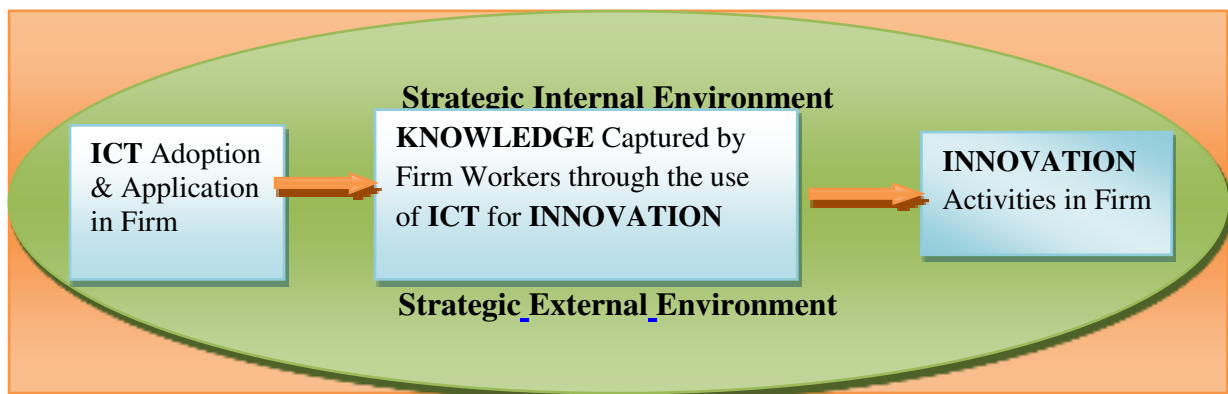 Strategic Internal Environment
ICT Adoption
& Application
in Firm
KNOWLEDGE Captured by
Firm Workers through the use
of ICT for INNOVATION
INNOVATION
Activities in Firm
Strategic External Environment